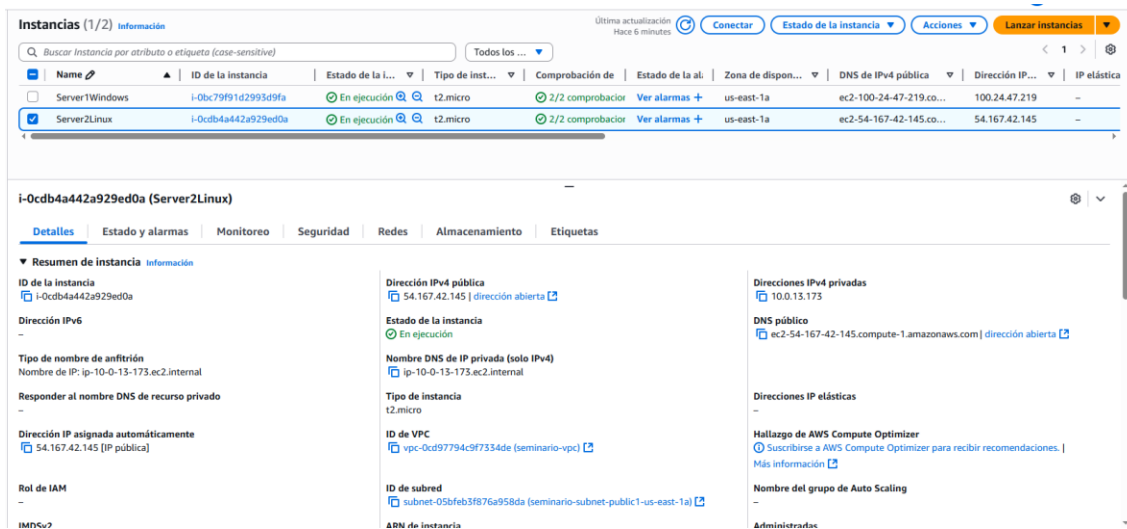 Instancias (1/2) Información
Última actualización
Hace 6 minutes
Conectar
Estado de la instancia
Acciones
Lanzar instancias
Buscar Instancia por atributo o etiqueta (case-sensitive)
Todos los ...
1
Name ID de la instancia Estado de la i... Tipo de inst... Comprobación de Estado de la al: Zona de dispon... DNS de IPv4 pública Dirección IP... IP elástica
Server1Windows i-0bc79f91d2993d9fa En ejecución t2.micro 2/2 comprobacior Ver alarmas + us-east-1a ec2-100-24-47-219.co... 100.24.47.219 –
Server2Linux i-0cdb4a442a929ed0a En ejecución t2.micro 2/2 comprobacior Ver alarmas + us-east-1a ec2-54-167-42-145.co... 54.167.42.145 –
i-0cdb4a442a929ed0a (Server2Linux)
Detalles Estado y alarmas Monitoreo Seguridad Redes Almacenamiento Etiquetas
Resumen de instancia Información
ID de la instancia
i-0cdb4a442a929ed0a
Dirección IPv4 pública
54.167.42.145 | dirección abierta
Direcciones IPv4 privadas
10.0.13.173
Dirección IPv6
–
Estado de la instancia
En ejecución
DNS público
ec2-54-167-42-145.compute-1.amazonaws.com | dirección abierta
Tipo de nombre de anfitrión
Nombre de IP: ip-10-0-13-173.ec2.internal
Nombre DNS de IP privada (solo IPv4)
ip-10-0-13-173.ec2.internal
Responder al nombre DNS de recurso privado
–
Tipo de instancia
t2.micro
Direcciones IP elásticas
–
Dirección IP asignada automáticamente
54.167.42.145 [IP pública]
ID de VPC
vpc-0cd97794c9f7334de (seminario-vpc)
Hallazgo de AWS Compute Optimizer
Suscribirse a AWS Compute Optimizer para recibir recomendaciones. |
Más información
Rol de IAM
–
ID de subred
subnet-05bfeb3f876a958da (seminario-subnet-public1-us-east-1a)
Nombre del grupo de Auto Scaling
–
IMDSv2
ARN de instancia
Administradas